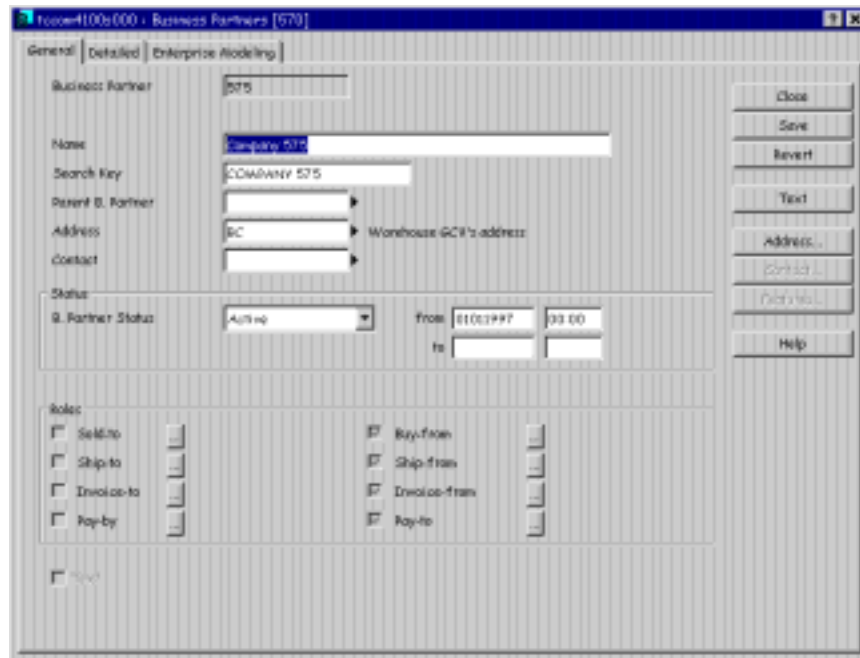 tccom4100s000 : Business Partners [570]
General Detailed Enterprise Modeling
Business Partner 575
Close
Save
Name Company 575
Revert
Search Key COMPANY 575
Parent B. Partner
Text
Address BC Warehouse GCV's address
Address...
Contact
Contact...
Status
B. Partner Status Active from 01011997 00:00
to
Help
Roles
Sold-to ... Buy-from ...
Ship-to ... Ship-from ...
Invoice-to ... Invoice-from ...
Pay-by ... Pay-to ...
Text